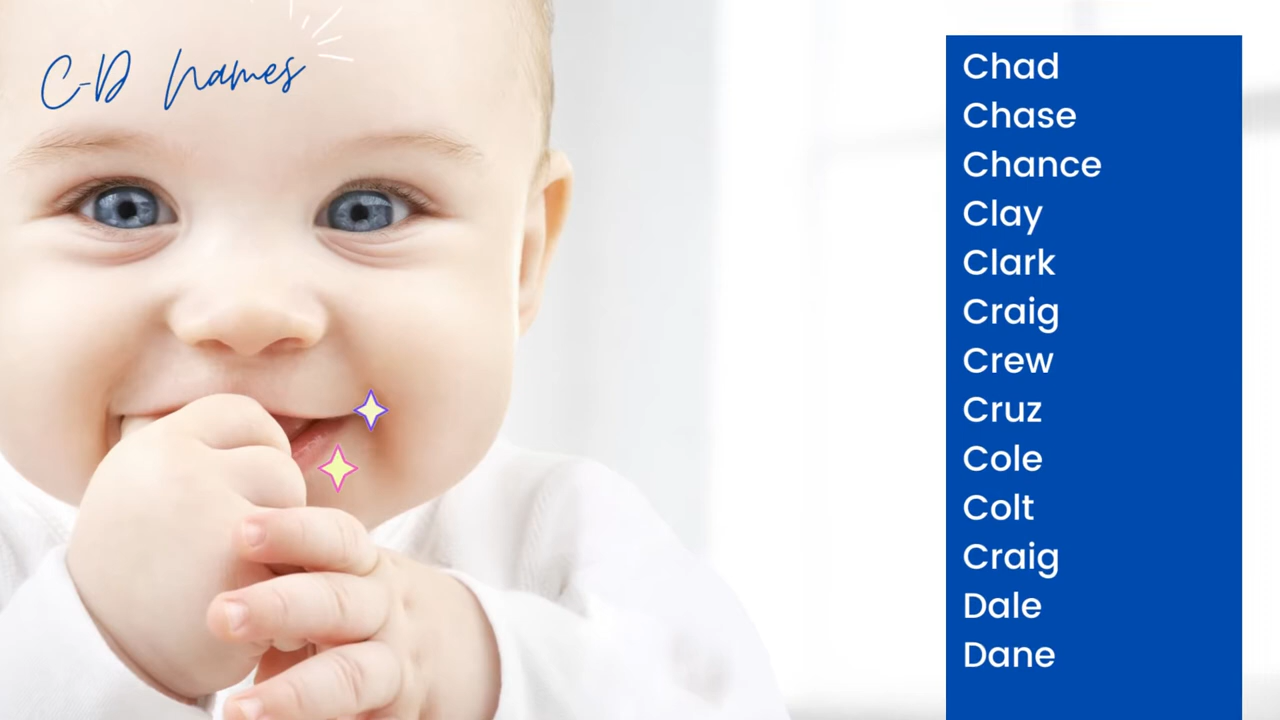 C-D Names
Chad
Chase
Chance
Clay
Clark
Craig
Crew
Cruz
Cole
Colt
Craig
Dale
Dane